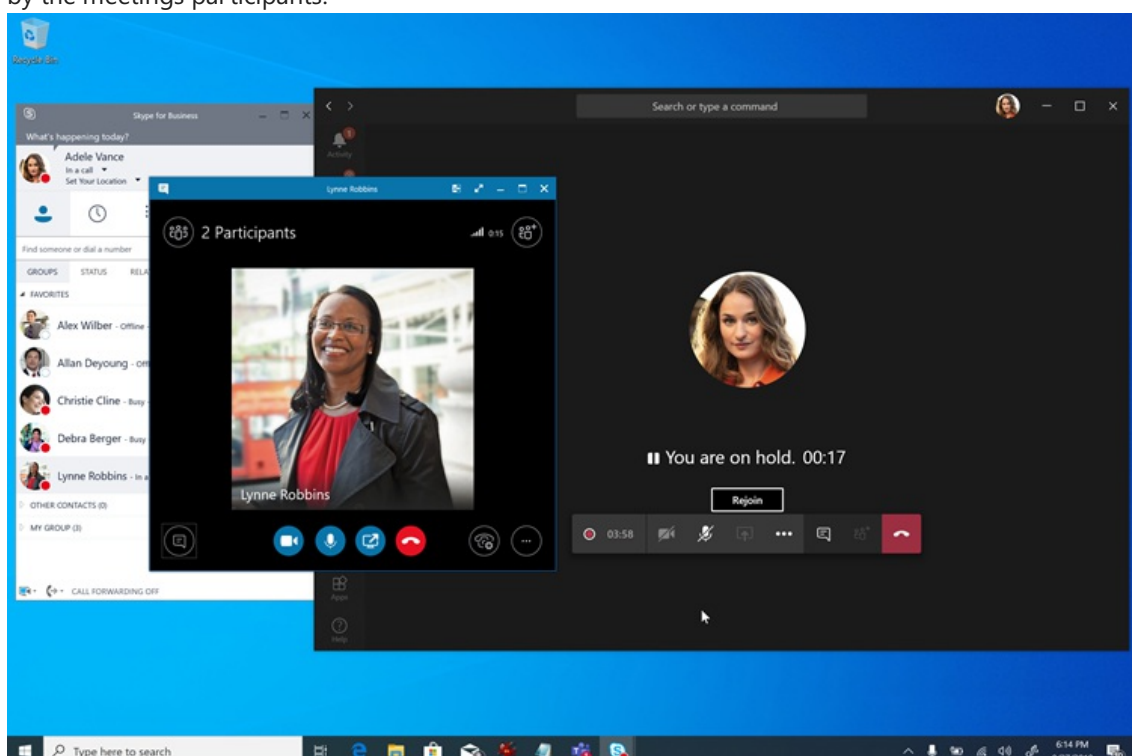 by the meetings participants.
Recycle Bin
Skype for Business
What's happening today?
Adele Vance
In a call
Set Your Location
Find someone or dial a number
GROUPS STATUS RELA
FAVORITES
Alex Wilber - Offline -
Allan Deyoung - Off
Christie Cline - Busy -
Debra Berger - Busy
Lynne Robbins - In a
OTHER CONTACTS (0)
MY GROUP (3)
CALL FORWARDING OFF
Lynne Robbins
2 Participants
0:15
Lynne Robbins
Search or type a command
1
Activity
You are on hold. 00:17
Rejoin
03:58
Apps
Help
Type here to search
6:14 PM